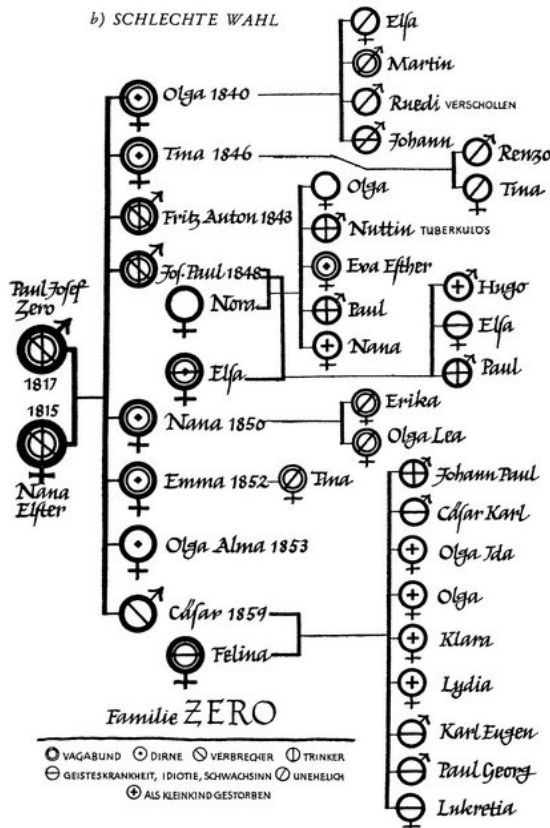 b) SCHLECHTE WAHL
Elsa
Olga 1840
Martin
Ruedi VERSCHOLLEN
Johann
Tina 1846
Renzo
Tina
Fritz Anton 1843
Jos. Paul 1848
Nora
Elsa
Olga
Nuttin TUBERKULÖS
Eva Esther
Paul
Nana
Hugo
Elsa
Paul
Paul Josef
Zero
1817
1815
Nana
Elster
Nana 1850
Erika
Olga Lea
Emma 1852
Tina
Olga Alma 1853
Cäsar 1859
Felina
Johann Paul
Cäsar Karl
Olga Ida
Olga
Klara
Lydia
Karl Eugen
Paul Georg
Lukretia
Familie ZERO
VAGABUND DIRNE VERBRECHER TRINKER
GEISTESKRANKHEIT, IDIOTIE, SCHWACHSINN UNEHELICH
ALS KLEINKIND GESTORBEN